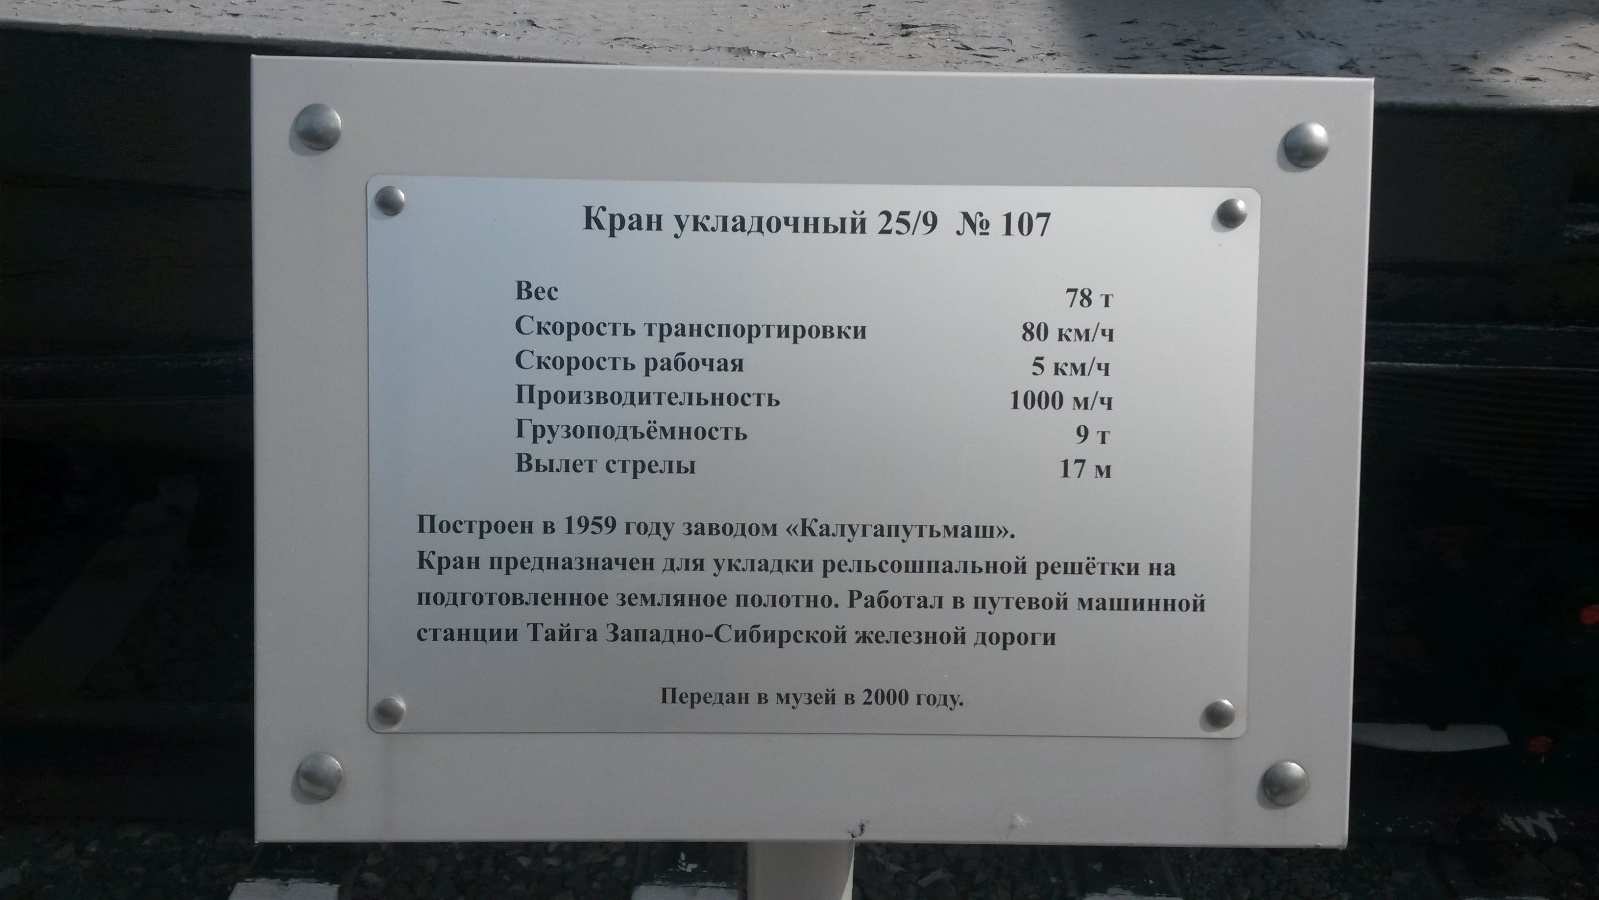 Кран укладочный 25/9 № 107
Вес 78 т
Скорость транспортировки 80 км/ч
Скорость рабочая 5 км/ч
Производительность 1000 м/ч
Грузоподъёмность 9 т
Вылет стрелы 17 м
Построен в 1959 году заводом «Калугапутьмаш».
Кран предназначен для укладки рельсошпальной решётки на
подготовленное земляное полотно. Работал в путевой машинной
станции Тайга Западно-Сибирской железной дороги
Передан в музей в 2000 году.